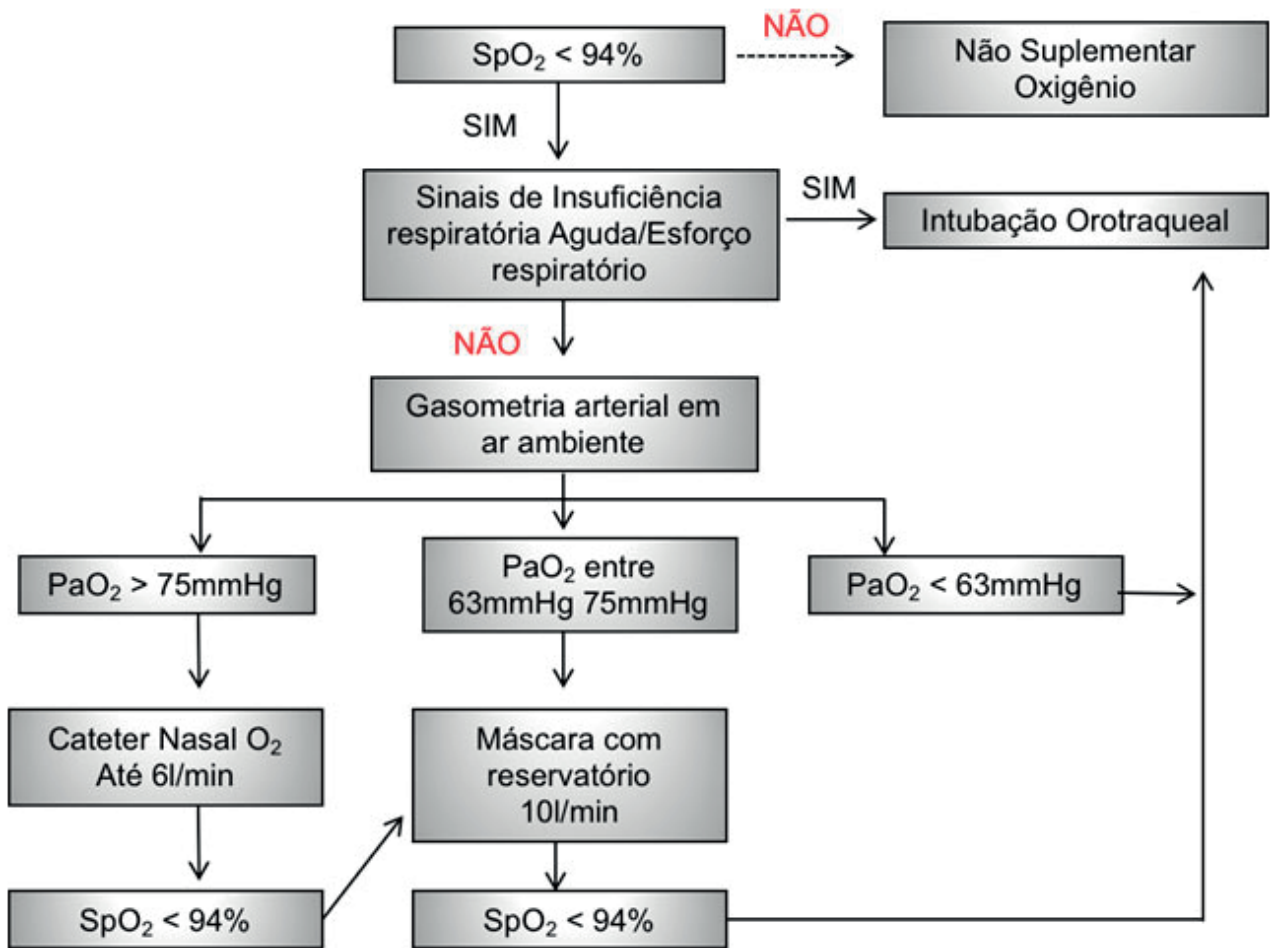 SpO₂ < 94%
NÃO
Não Suplementar
Oxigênio
SIM
Sinais de Insuficiência
respiratória Aguda/Esforço
respiratório
SIM
Intubação Orotraqueal
NÃO
Gasometria arterial em
ar ambiente
PaO₂ > 75mmHg
PaO₂ entre
63mmHg 75mmHg
PaO₂ < 63mmHg
Cateter Nasal O₂
Até 6l/min
Máscara com
reservatório
10l/min
SpO₂ < 94%
SpO₂ < 94%